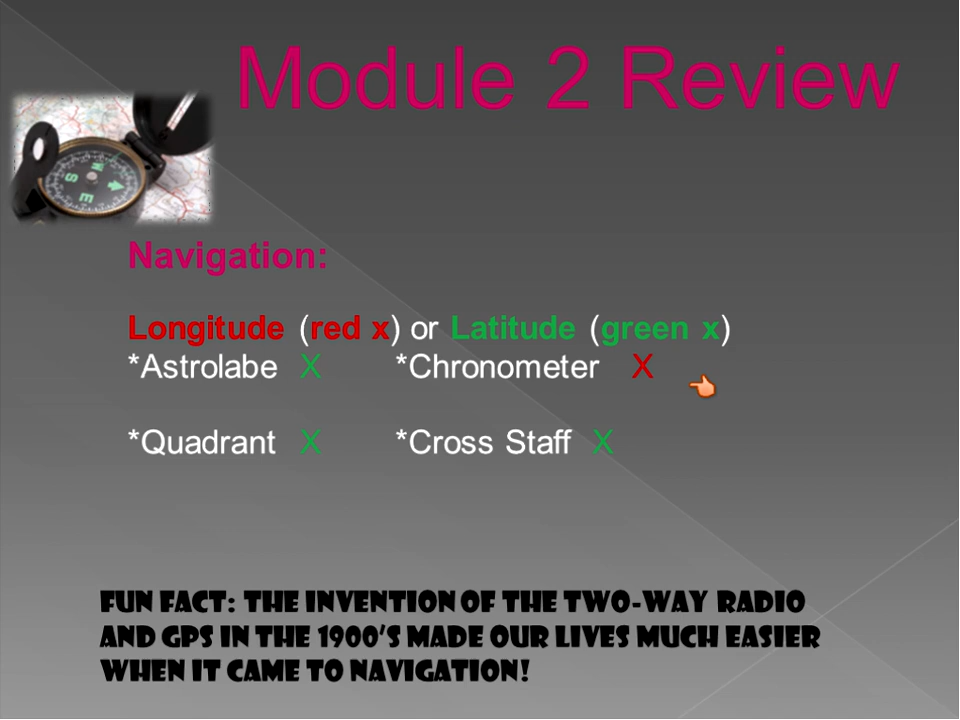 Module 2 Review
Navigation:
Longitude (red x) or Latitude (green x)
*Astrolabe X *Chronometer X
*Quadrant X *Cross Staff X
FUN FACT: THE INVENTION OF THE TWO-WAY RADIO
AND GPS IN THE 1900'S MADE OUR LIVES MUCH EASIER
WHEN IT CAME TO NAVIGATION!